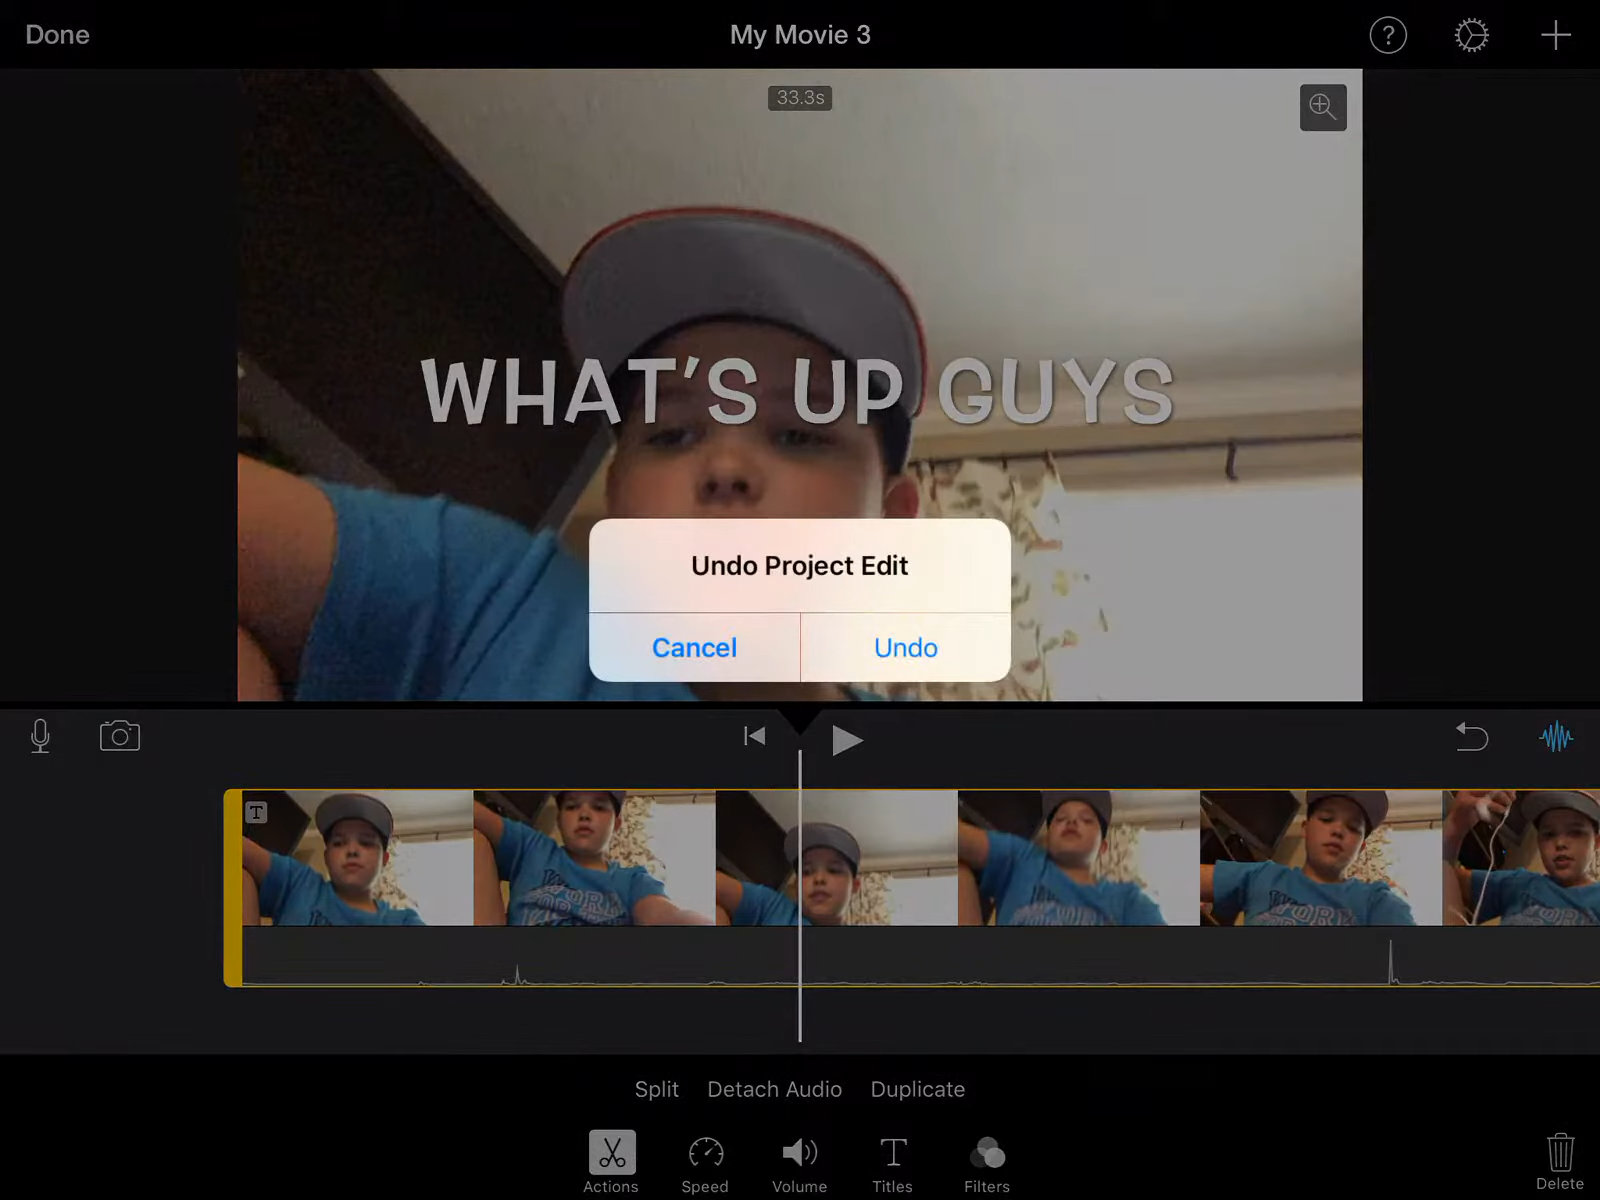 Done
My Movie 3
?
33.3s
WHAT'S UP GUYS
Undo Project Edit
Cancel
Undo
T
Split
Detach Audio
Duplicate
Actions
Speed
Volume
Titles
Filters
Delete